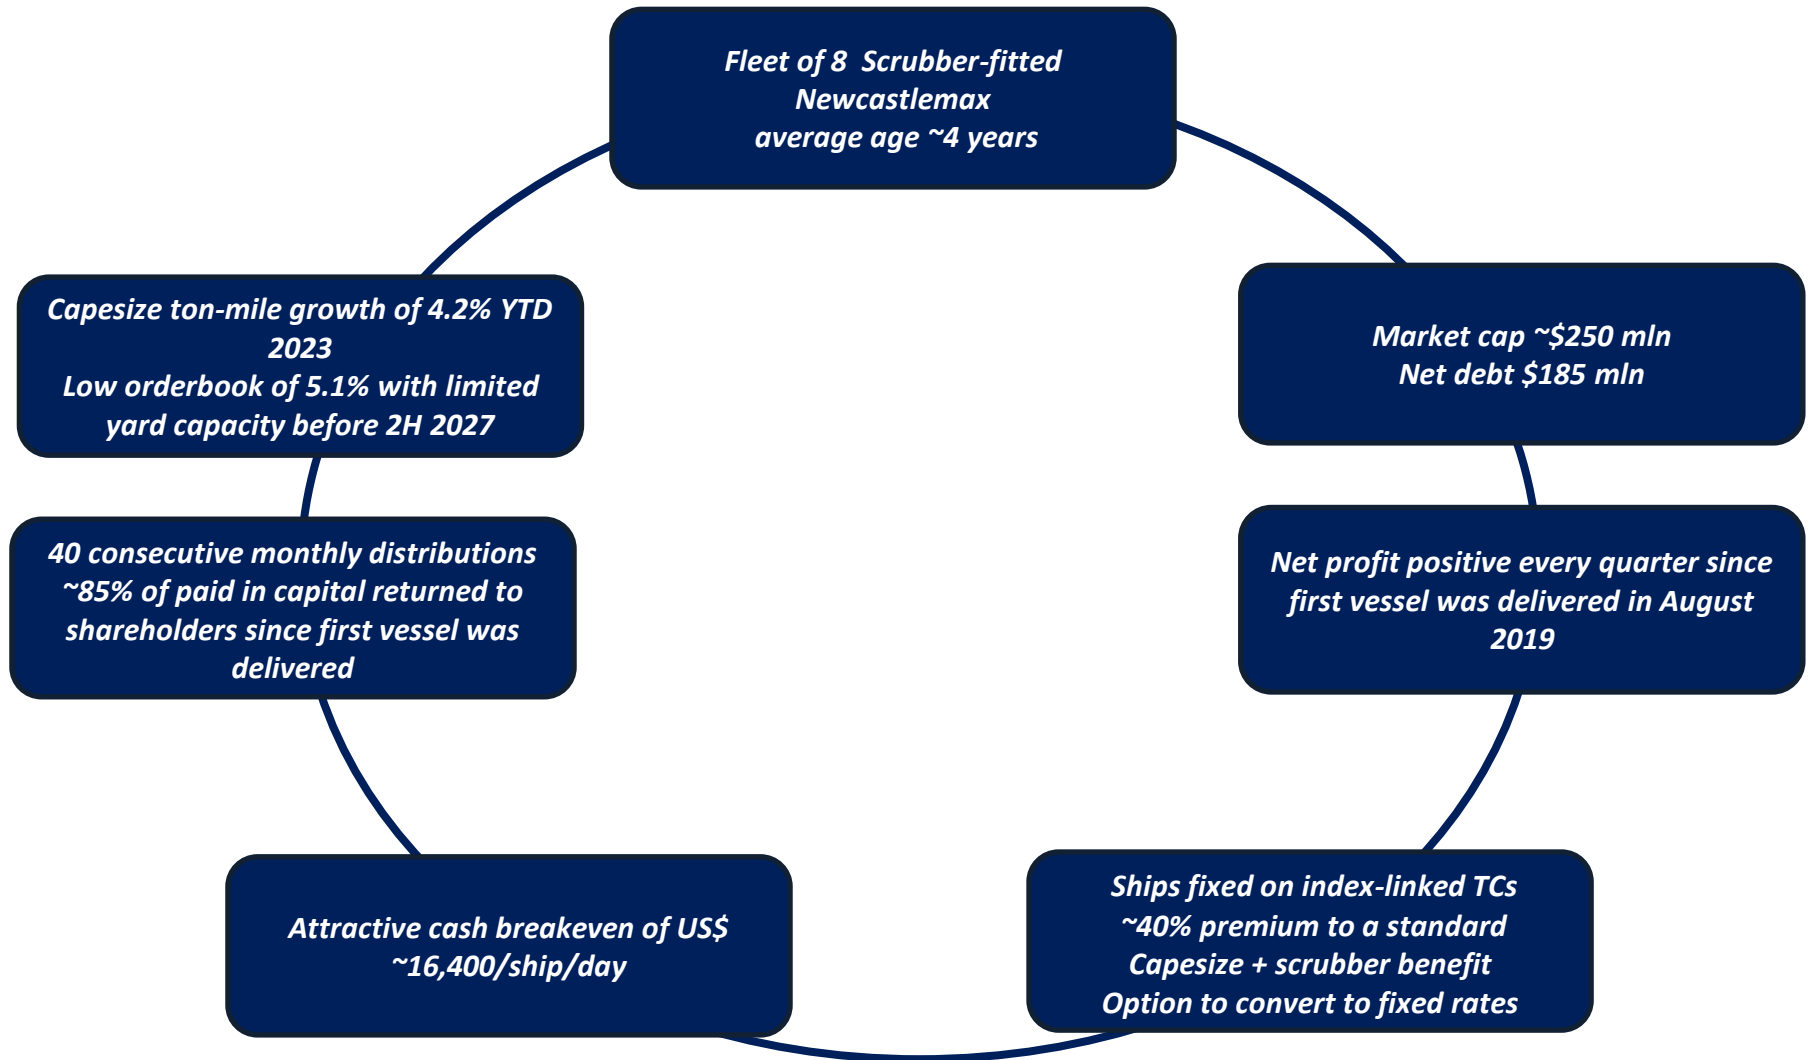 Fleet of 8  Scrubber-fitted
Newcastlemax
average age ~4 years
Capesize ton-mile growth of 4.2% YTD
2023
Low orderbook of 5.1% with limited
yard capacity before 2H 2027
Market cap ~$250 mln
Net debt $185 mln
40 consecutive monthly distributions
~85% of paid in capital returned to
shareholders since first vessel was
delivered
Net profit positive every quarter since
first vessel was delivered in August
2019
Attractive cash breakeven of US$
~16,400/ship/day
Ships fixed on index-linked TCs
~40% premium to a standard
Capesize + scrubber benefit
Option to convert to fixed rates